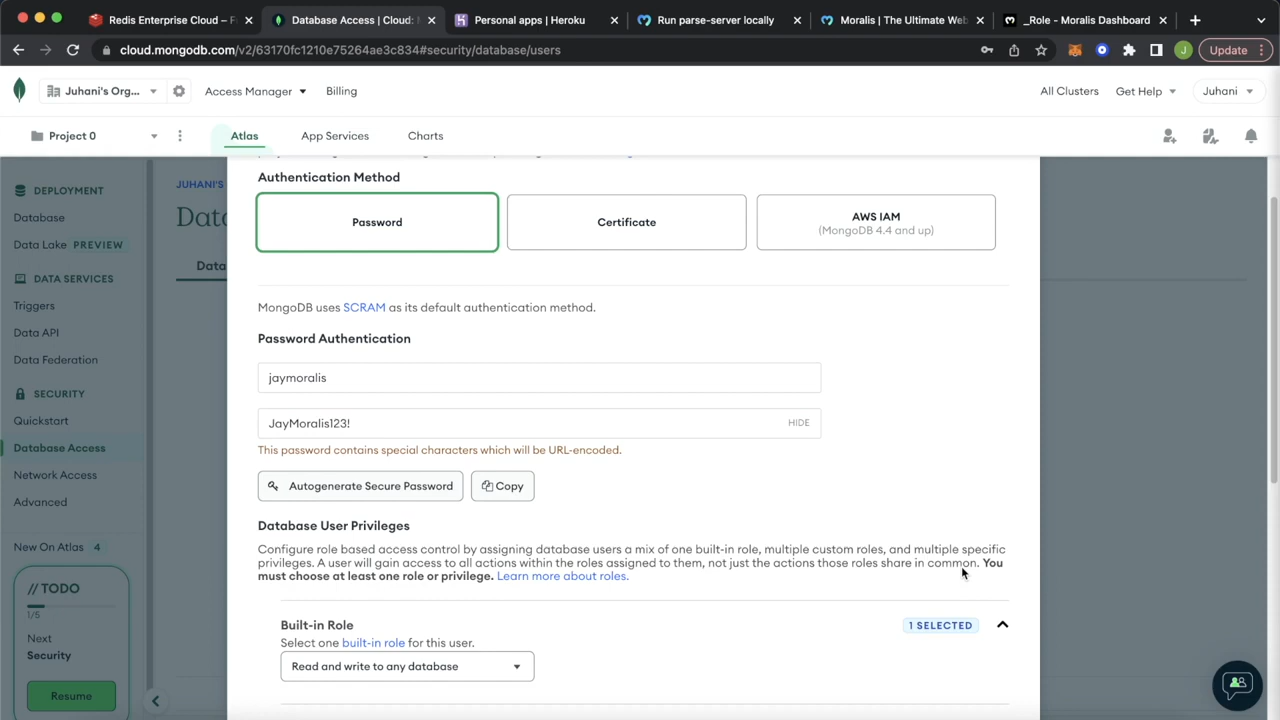 Redis Enterprise Cloud – F
Database Access | Cloud:
Personal apps | Heroku
Run parse-server locally
Moralis | The Ultimate Web
_Role - Moralis Dashboard
cloud.mongodb.com/v2/63170fc1210e75264ae3c834#security/database/users
J
Update
Juhani's Org...
Access Manager
Billing
All Clusters
Get Help
Juhani
Project 0
Atlas
App Services
Charts
DEPLOYMENT
Database
Data Lake PREVIEW
DATA SERVICES
Triggers
Data API
Data Federation
SECURITY
Quickstart
Database Access
Network Access
Advanced
New On Atlas 4
// TODO
1/5
Next
Security
Resume
JUHANI'S
Data
Data
Authentication Method
Password
Certificate
AWS IAM
(MongoDB 4.4 and up)
MongoDB uses SCRAM as its default authentication method.
Password Authentication
jaymoralis
JayMoralis123!
HIDE
This password contains special characters which will be URL-encoded.
Autogenerate Secure Password
Copy
Database User Privileges
Configure role based access control by assigning database users a mix of one built-in role, multiple custom roles, and multiple specific
privileges. A user will gain access to all actions within the roles assigned to them, not just the actions those roles share in common. You
must choose at least one role or privilege. Learn more about roles.
Built-in Role
1 SELECTED
Select one built-in role for this user.
Read and write to any database